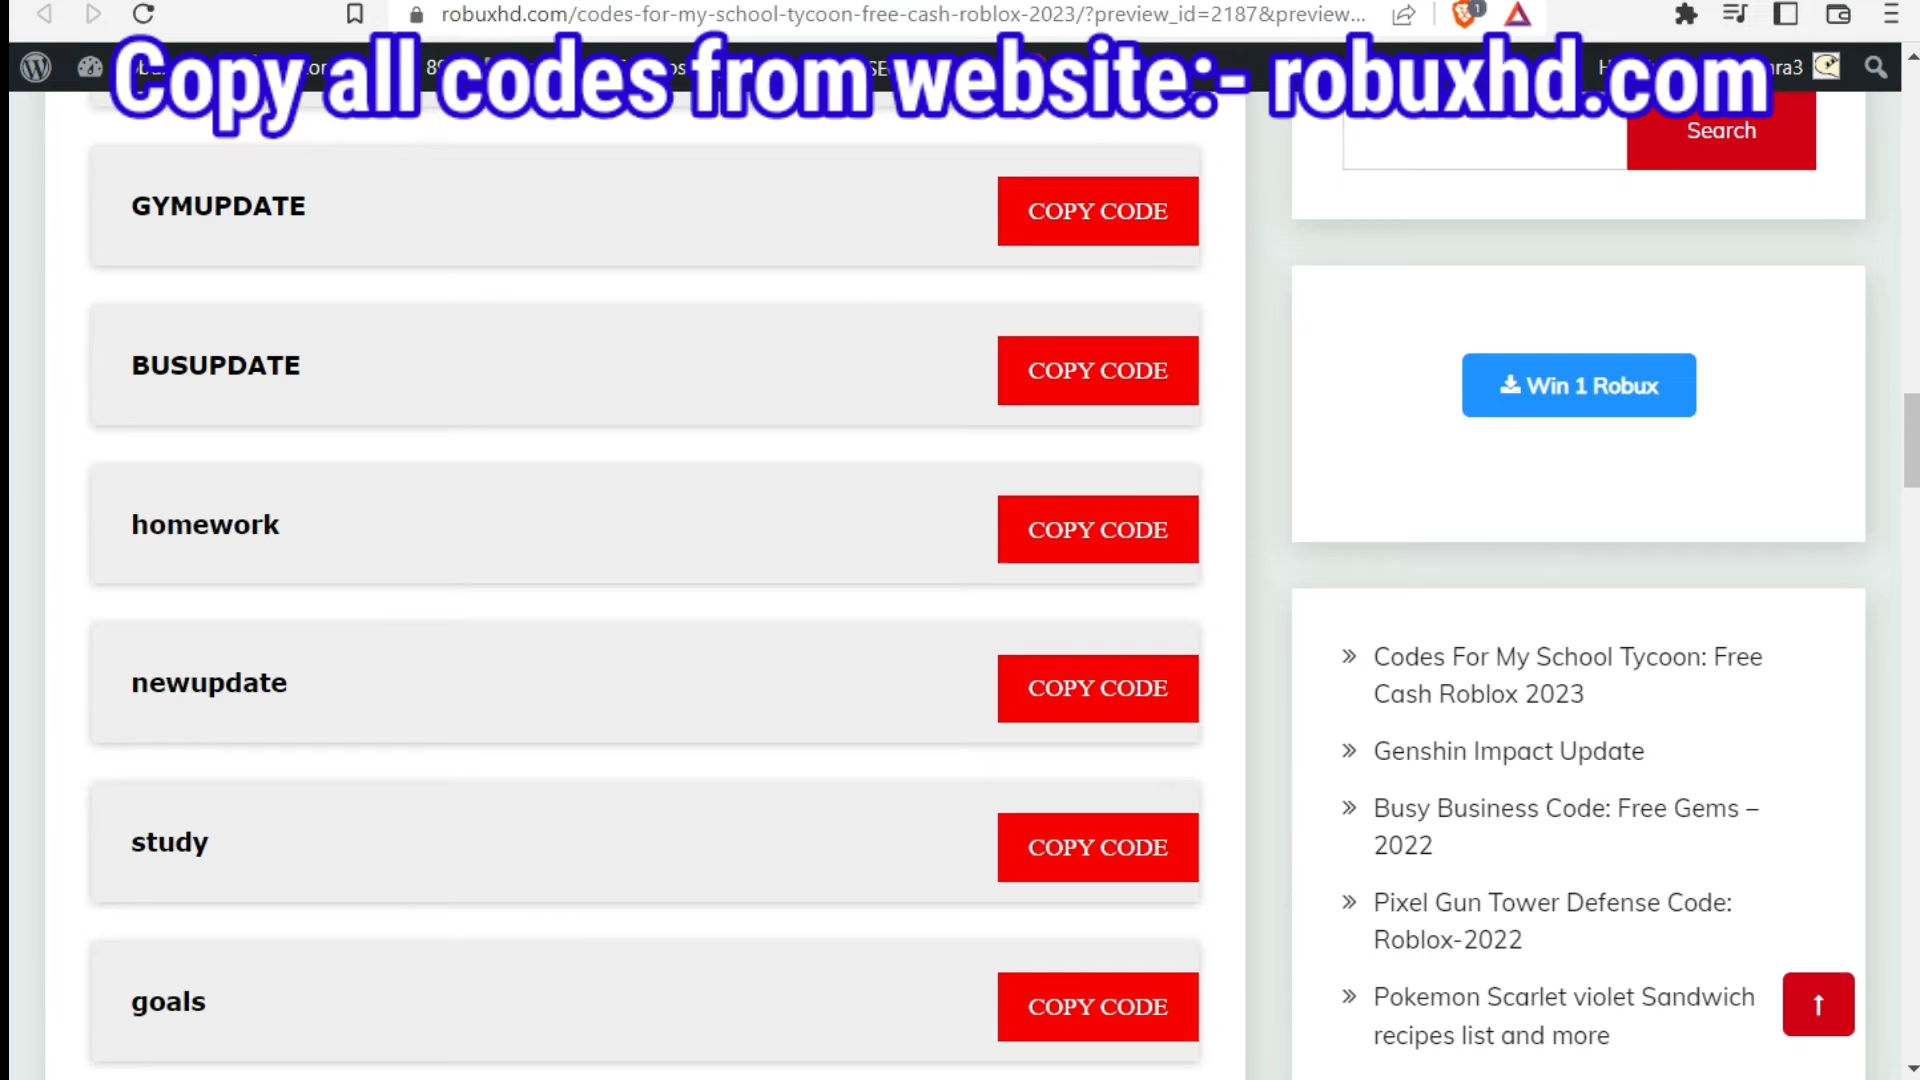 robuxhd.com/codes-for-my-school-tycoon-free-cash-roblox-2023/?preview_id=2187&preview...
1
Copy all codes from website:- robuxhd.com
Search
GYMUPDATE
COPY CODE
BUSUPDATE
COPY CODE
Win 1 Robux
homework
COPY CODE
newupdate
COPY CODE
study
COPY CODE
goals
COPY CODE
Codes For My School Tycoon: Free
Cash Roblox 2023
Genshin Impact Update
Busy Business Code: Free Gems –
2022
Pixel Gun Tower Defense Code:
Roblox-2022
Pokemon Scarlet violet Sandwich
recipes list and more